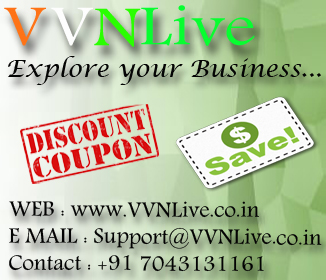 VVNLive
Explore your Business...
DISCOUNT
COUPON
$
Save!
WEB : www.VVNLive.co.in
E MAIL : Support@VVNLive.co.in
Contact : +91 7043131161